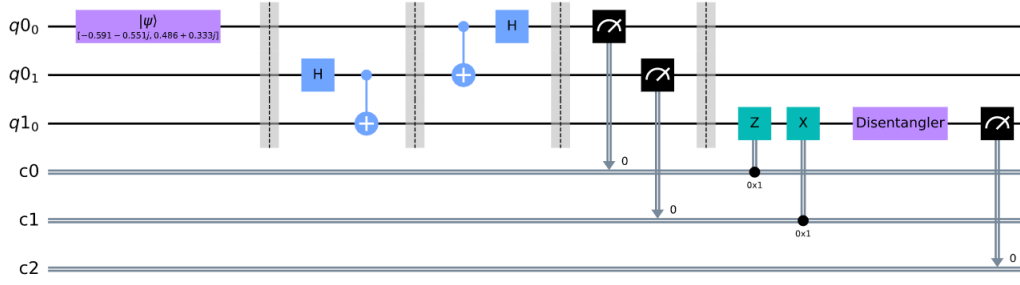 q0₀
|ψ⟩
[-0.591 - 0.551j, 0.486 + 0.333j]
H
q0₁
H
q1₀
Z
X
Disentangler
c0
0
0x1
c1
0
0x1
c2
0